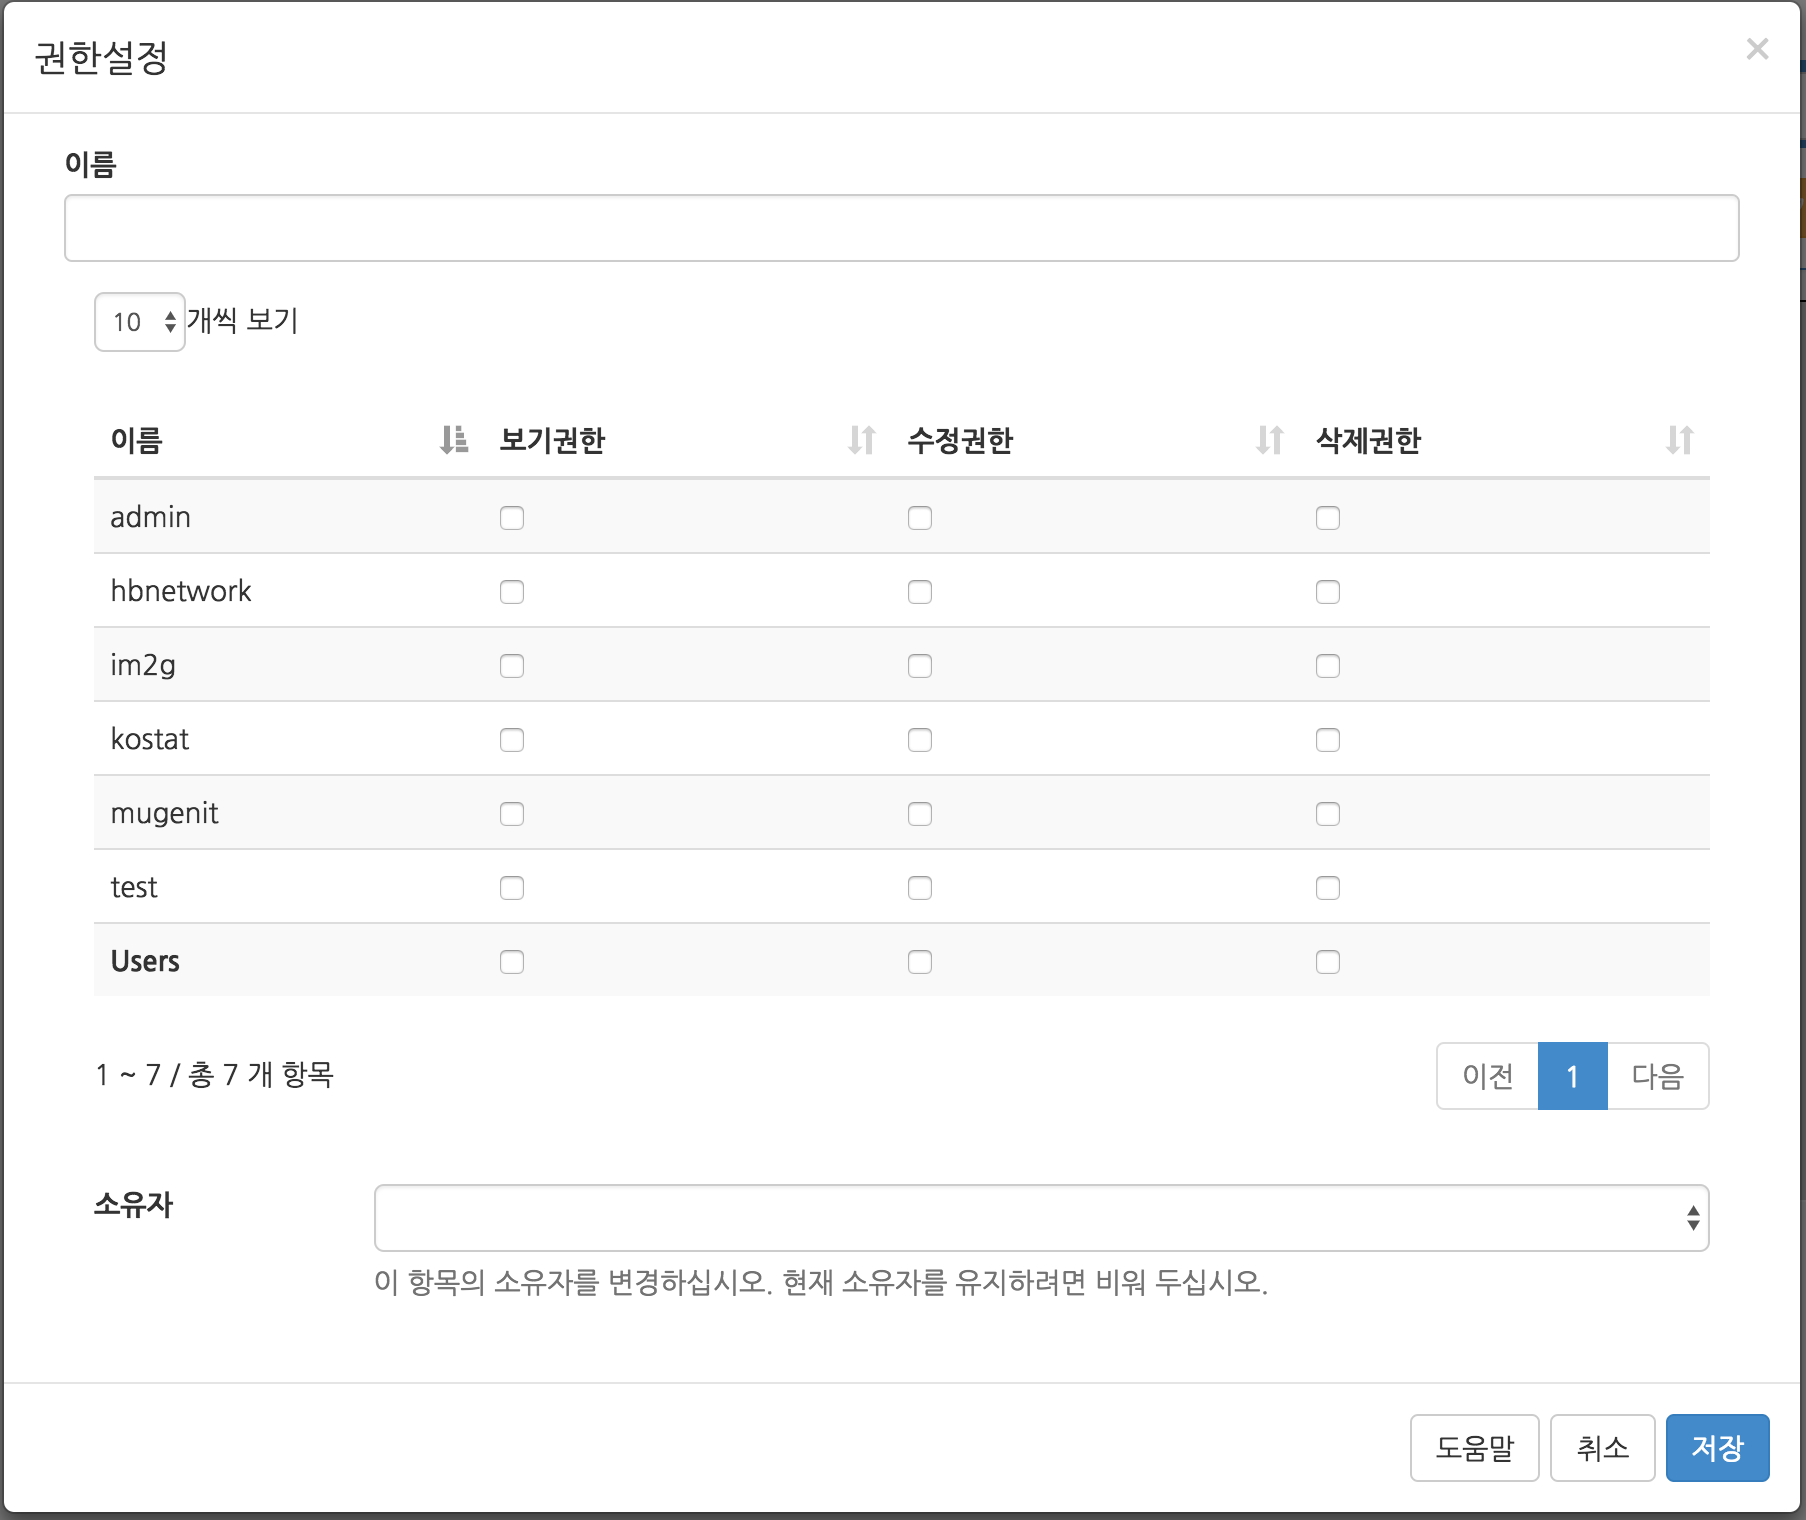 권한설정
×
이름
10 개씩 보기
이름 보기권한 수정권한 삭제권한
admin
hbnetwork
im2g
kostat
mugenit
test
Users
1 ~ 7 / 총 7 개 항목
이전 1 다음
소유자
이 항목의 소유자를 변경하십시오. 현재 소유자를 유지하려면 비워 두십시오.
도움말 취소 저장